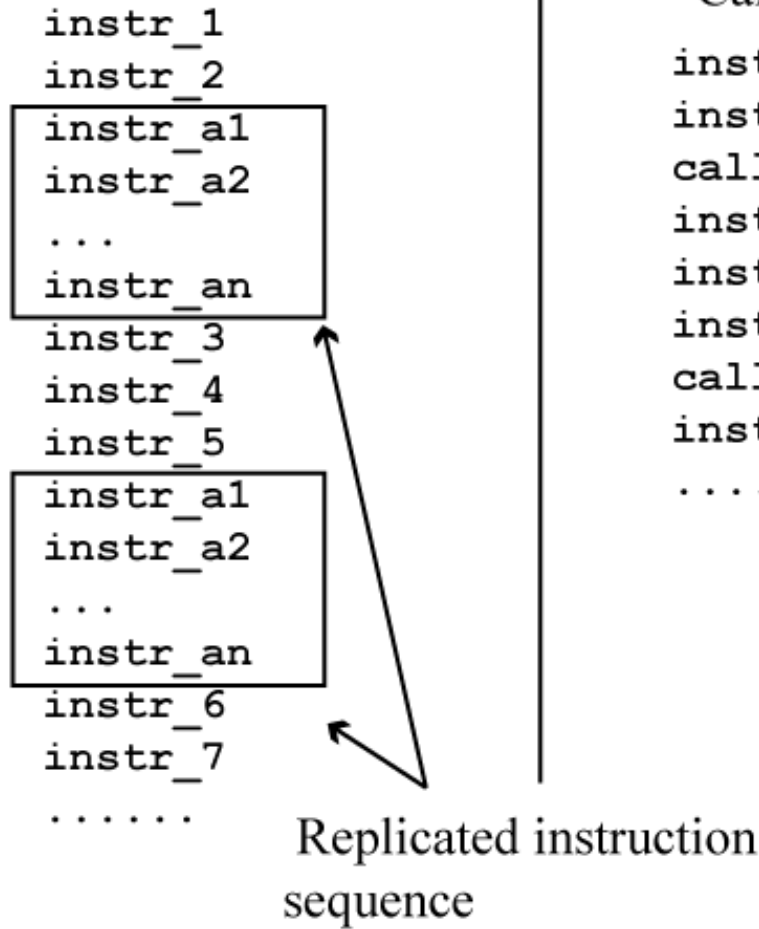 instr_1
instr_2
instr_a1
instr_a2
...
instr_an
instr_3
instr_4
instr_5
instr_a1
instr_a2
...
instr_an
instr_6
instr_7
......
Replicated instruction
sequence
....